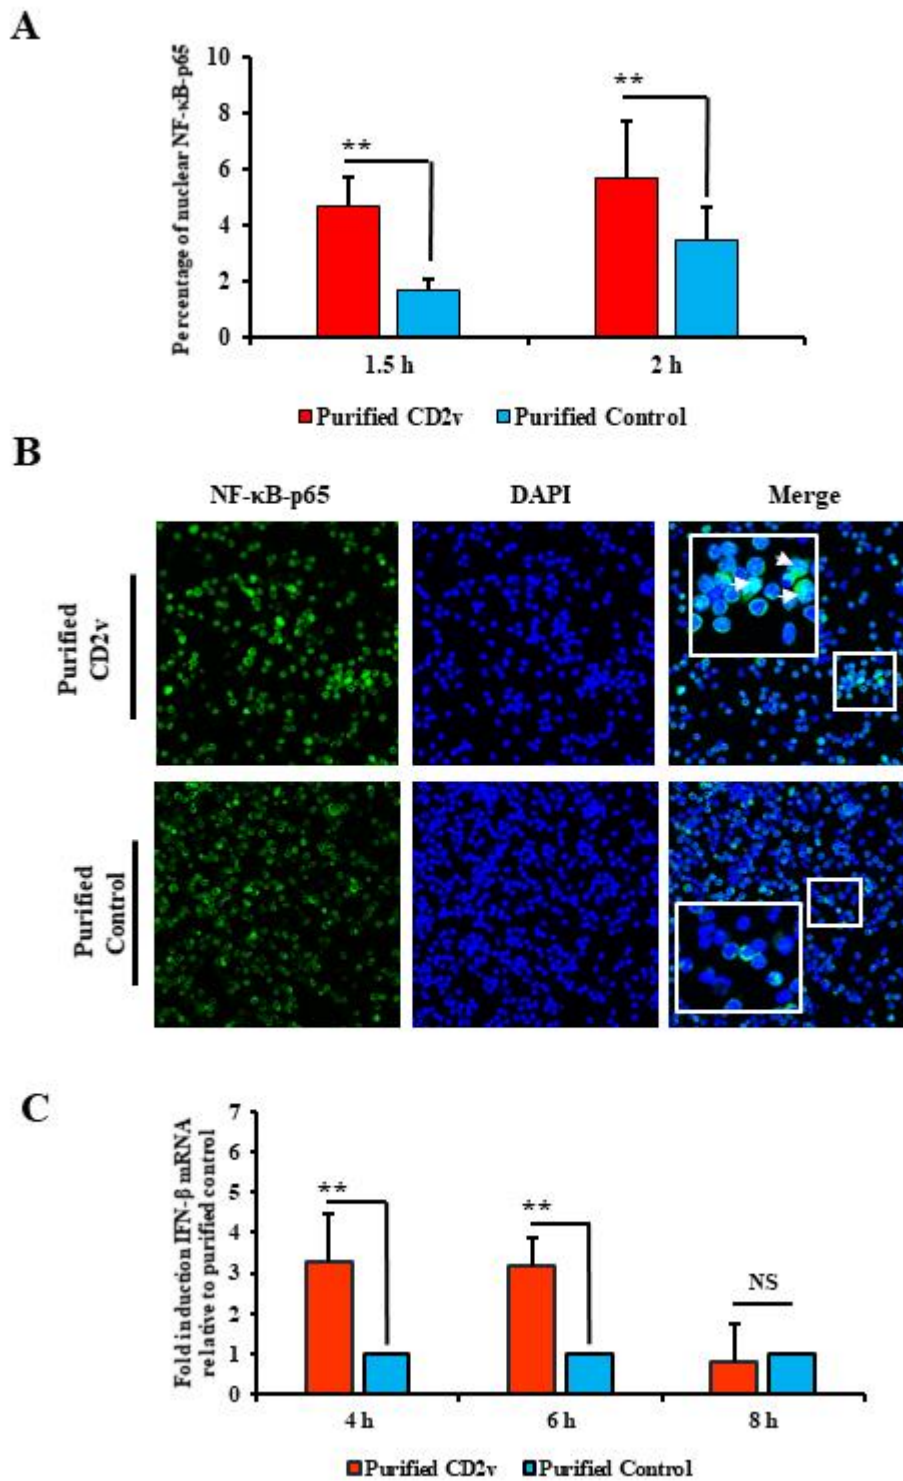 A
Percentage of nuclear NF-κB-p65
10
8
6
4
2
0
**
**
1.5 h
2 h
Purified CD2v
Purified Control
B
NF-κB-p65
DAPI
Merge
Purified
CD2v
Purified
Control
C
Fold induction IFN-β mRNA
relative to purified control
7
6
5
4
3
2
1
0
**
**
NS
4 h
6 h
8 h
Purified CD2v
Purified Control